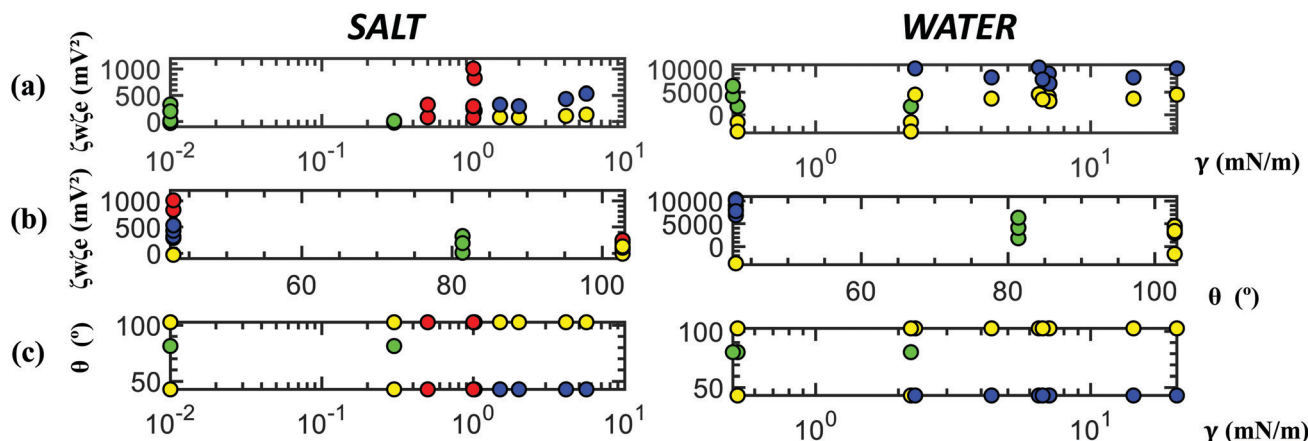 SALT WATER
(a) ζwζe (mV²) 1000 500 0 10000 5000 0
10⁻² 10⁻¹ 10⁰ 10¹ 10⁰ 10¹ γ (mN/m)
(b) ζwζe (mV²) 1000 500 0 10000 5000 0
60 80 100 60 80 100 θ (º)
(c) θ (º) 100 50 100 50
10⁻² 10⁻¹ 10⁰ 10¹ 10⁰ 10¹ γ (mN/m)